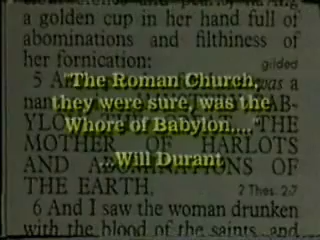 a golden cup in her hand full of
abominations and filthiness of
her fornication:
gilded
5 A
was a
"The Roman Church,
they were sure, was the
Whore of Babylon...."
...Will Durant
THE
MOTHER OF HARLOTS
AND ABOMINATIONS OF
THE EARTH.
2 Thes. 2:7
6 And I saw the woman drunken
with the blood of the saints, and